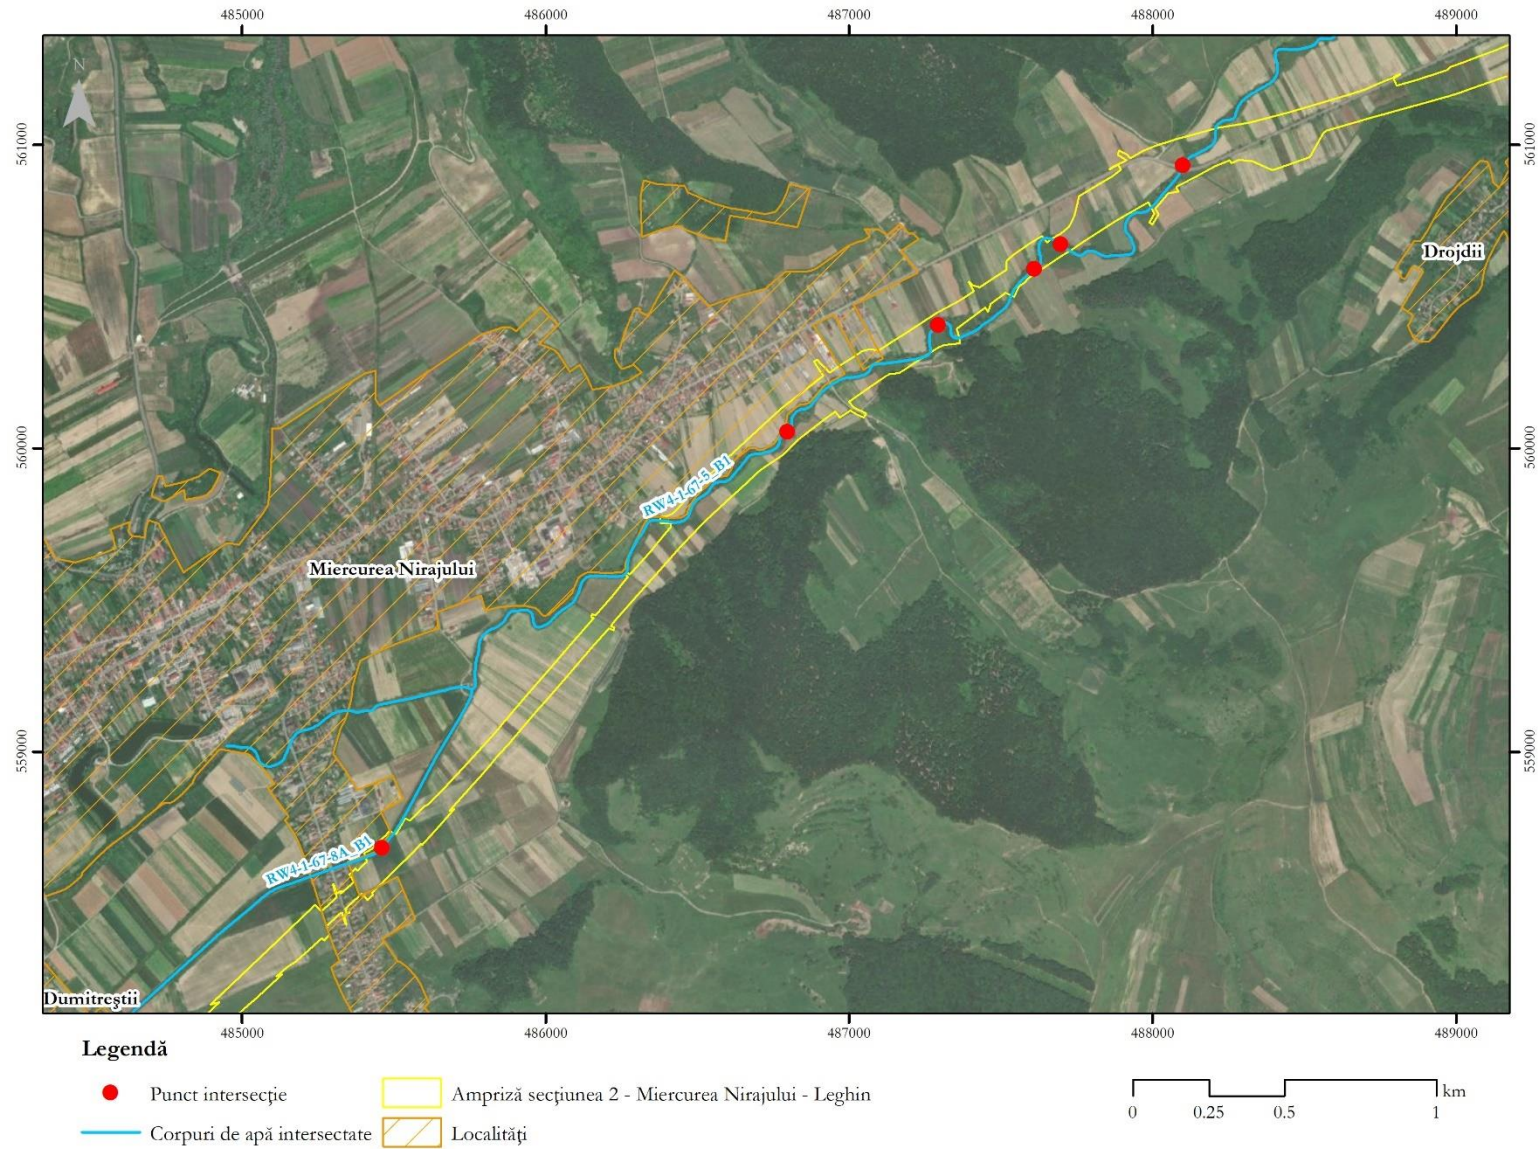 485000 486000 487000 488000 489000
N
561000 561000
Drojdii
560000 560000
RW4-1-67-5_B1
Miercurea Nirajului
559000 559000
RW4-1-67-8A_B1
Dumitreştii
485000 486000 487000 488000 489000
Legendă
Punct intersecţie
Ampriză secţiunea 2 - Miercurea Nirajului - Leghin
Corpuri de apă intersectate
Localităţi
km
0 0.25 0.5 1